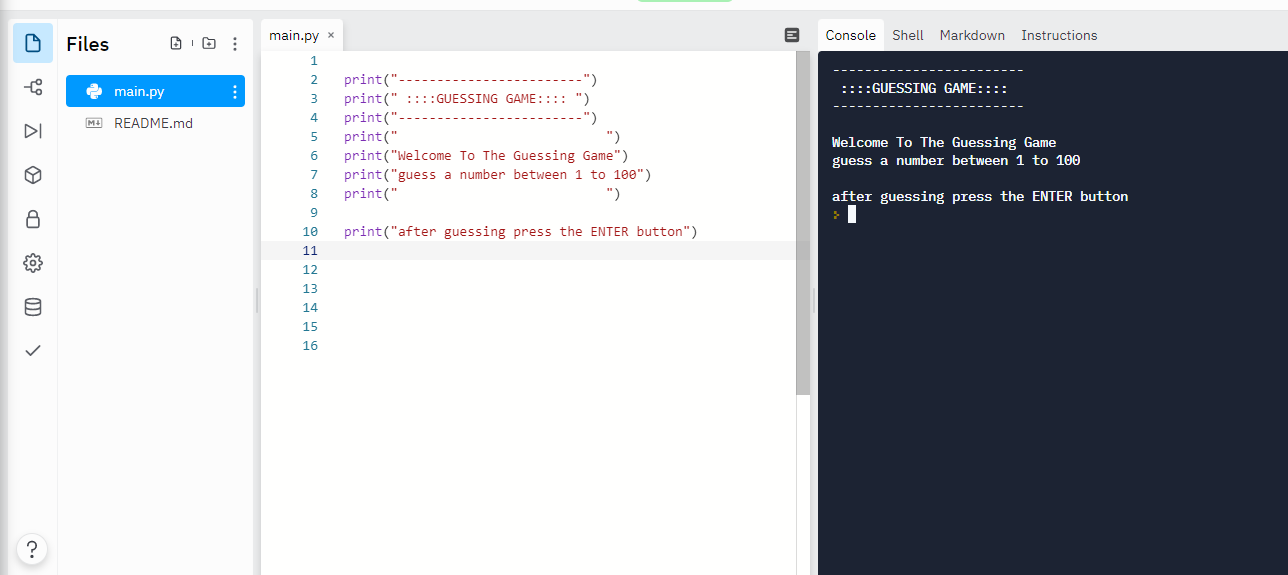 Files
main.py
README.md
main.py ×
1
2 print("------------------------")
3 print(" ::::GUESSING GAME:::: ")
4 print("------------------------")
5 print("                           ")
6 print("Welcome To The Guessing Game")
7 print("guess a number between 1 to 100")
8 print("                           ")
9
10 print("after guessing press the ENTER button")
11
12
13
14
15
16
Console Shell Markdown Instructions
------------------------
::::GUESSING GAME::::
------------------------
Welcome To The Guessing Game
guess a number between 1 to 100
after guessing press the ENTER button
>
M↓
?